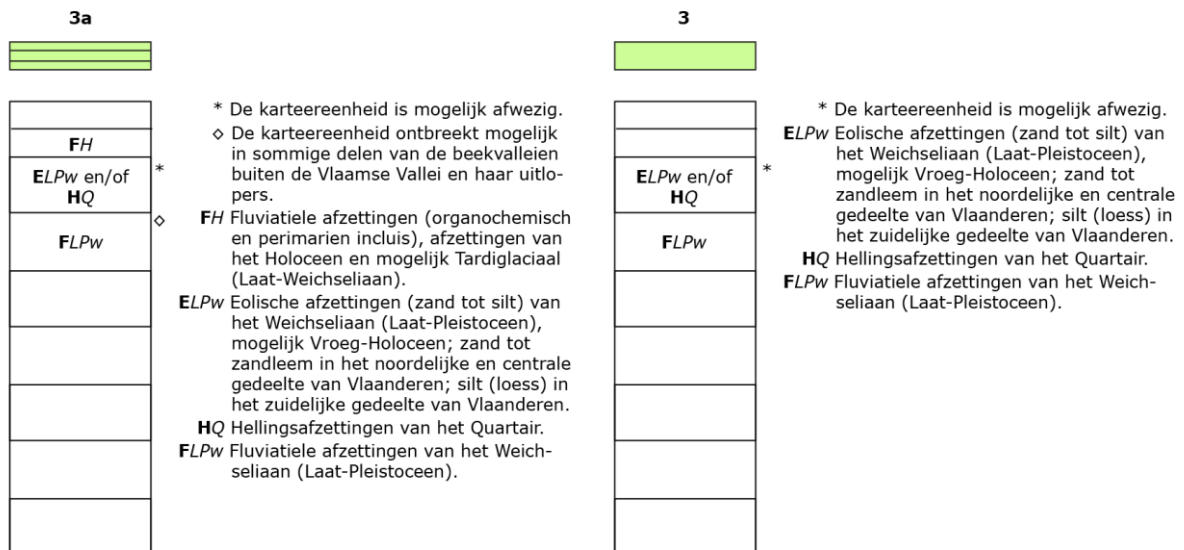 3a
FH
ELPw en/of
HQ
FLPw
*
◇
* De karteereenheid is mogelijk afwezig.
◇ De karteereenheid ontbreekt mogelijk
in sommige delen van de beekvalleien
buiten de Vlaamse Vallei en haar uitlo-
pers.
FH Fluviatiele afzettingen (organochemisch
en perimarien incluis), afzettingen van
het Holoceen en mogelijk Tardiglaciaal
(Laat-Weichseliaan).
ELPw Eolische afzettingen (zand tot silt) van
het Weichseliaan (Laat-Pleistoceen),
mogelijk Vroeg-Holoceen; zand tot
zandleem in het noordelijke en centrale
gedeelte van Vlaanderen; silt (loess) in
het zuidelijke gedeelte van Vlaanderen.
HQ Hellingsafzettingen van het Quartair.
FLPw Fluviatiele afzettingen van het Weich-
seliaan (Laat-Pleistoceen).
3
ELPw en/of
HQ
FLPw
*
* De karteereenheid is mogelijk afwezig.
ELPw Eolische afzettingen (zand tot silt) van
het Weichseliaan (Laat-Pleistoceen),
mogelijk Vroeg-Holoceen; zand tot
zandleem in het noordelijke en centrale
gedeelte van Vlaanderen; silt (loess) in
het zuidelijke gedeelte van Vlaanderen.
HQ Hellingsafzettingen van het Quartair.
FLPw Fluviatiele afzettingen van het Weich-
seliaan (Laat-Pleistoceen).